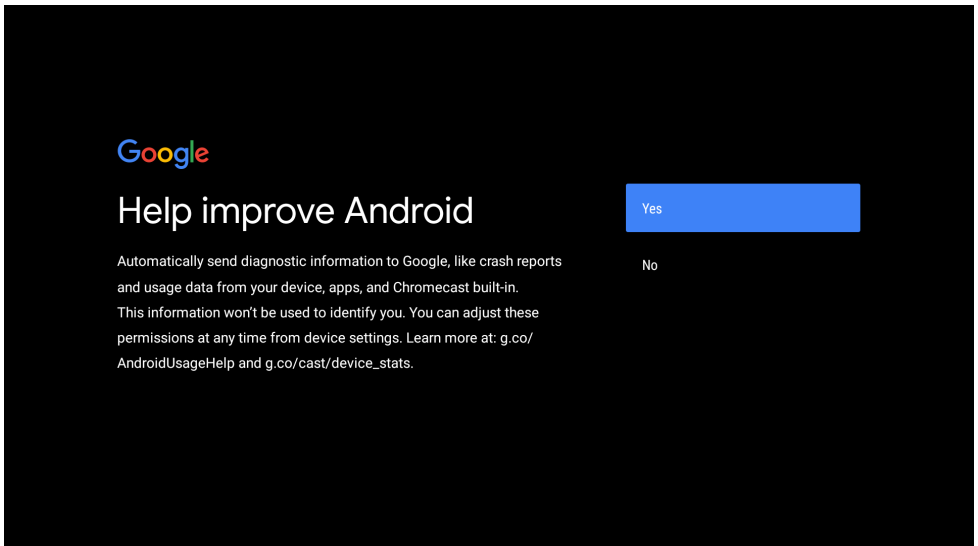 Google
Help improve Android
Automatically send diagnostic information to Google, like crash reports
and usage data from your device, apps, and Chromecast built-in.
This information won't be used to identify you. You can adjust these
permissions at any time from device settings. Learn more at: g.co/
AndroidUsageHelp and g.co/cast/device_stats.
Yes
No